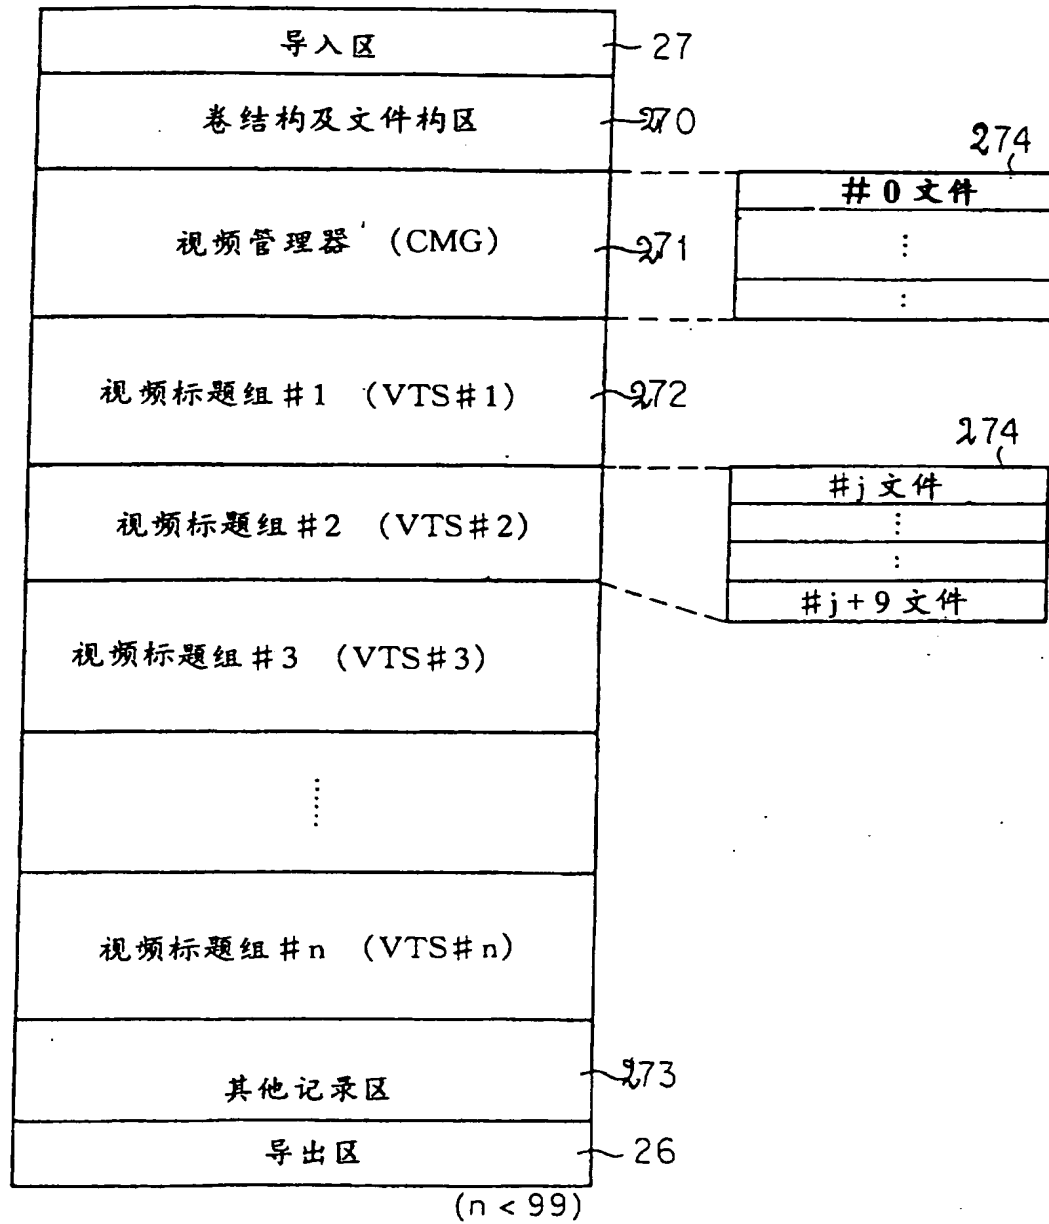 导入区
27
卷结构及文件构区
270
274
#0文件
⋮
:
视频管理器 (CMG)
271
视频标题组#1 (VTS#1)
272
274
#j文件
⋮
:
#j+9文件
视频标题组#2 (VTS#2)
视频标题组#3 (VTS#3)
⋮
视频标题组#n (VTS#n)
其他记录区
273
导出区
26
(n < 99)